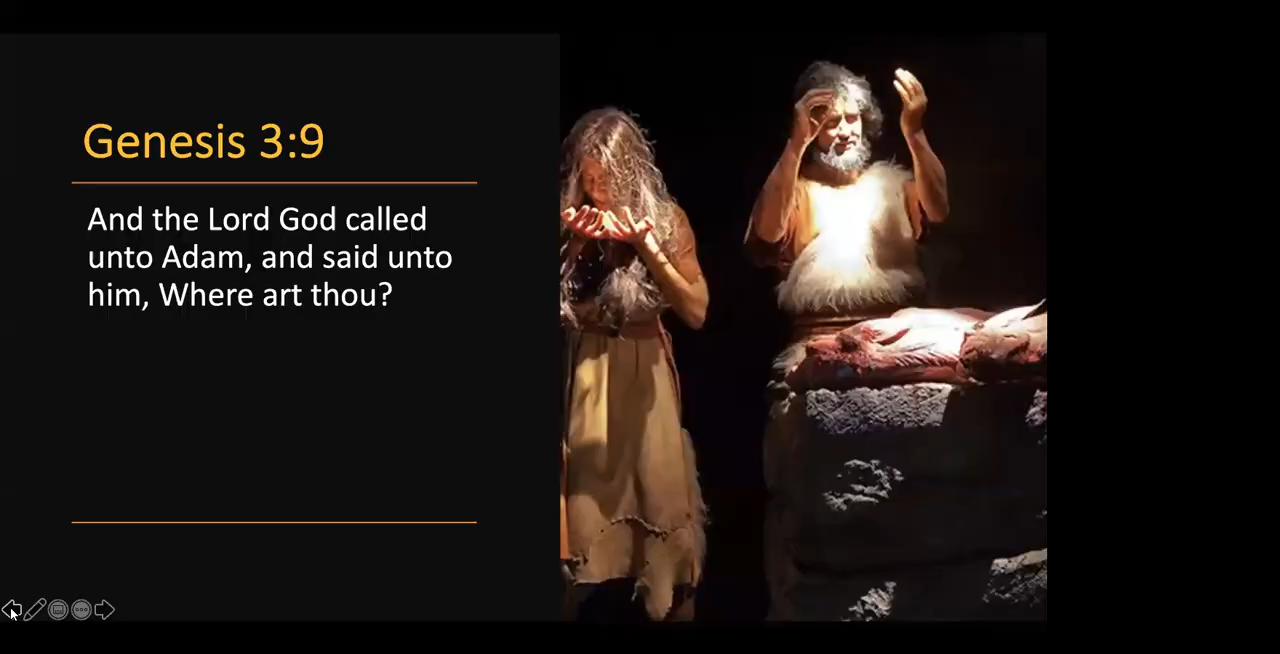 Genesis 3:9
And the Lord God called
unto Adam, and said unto
him, Where art thou?